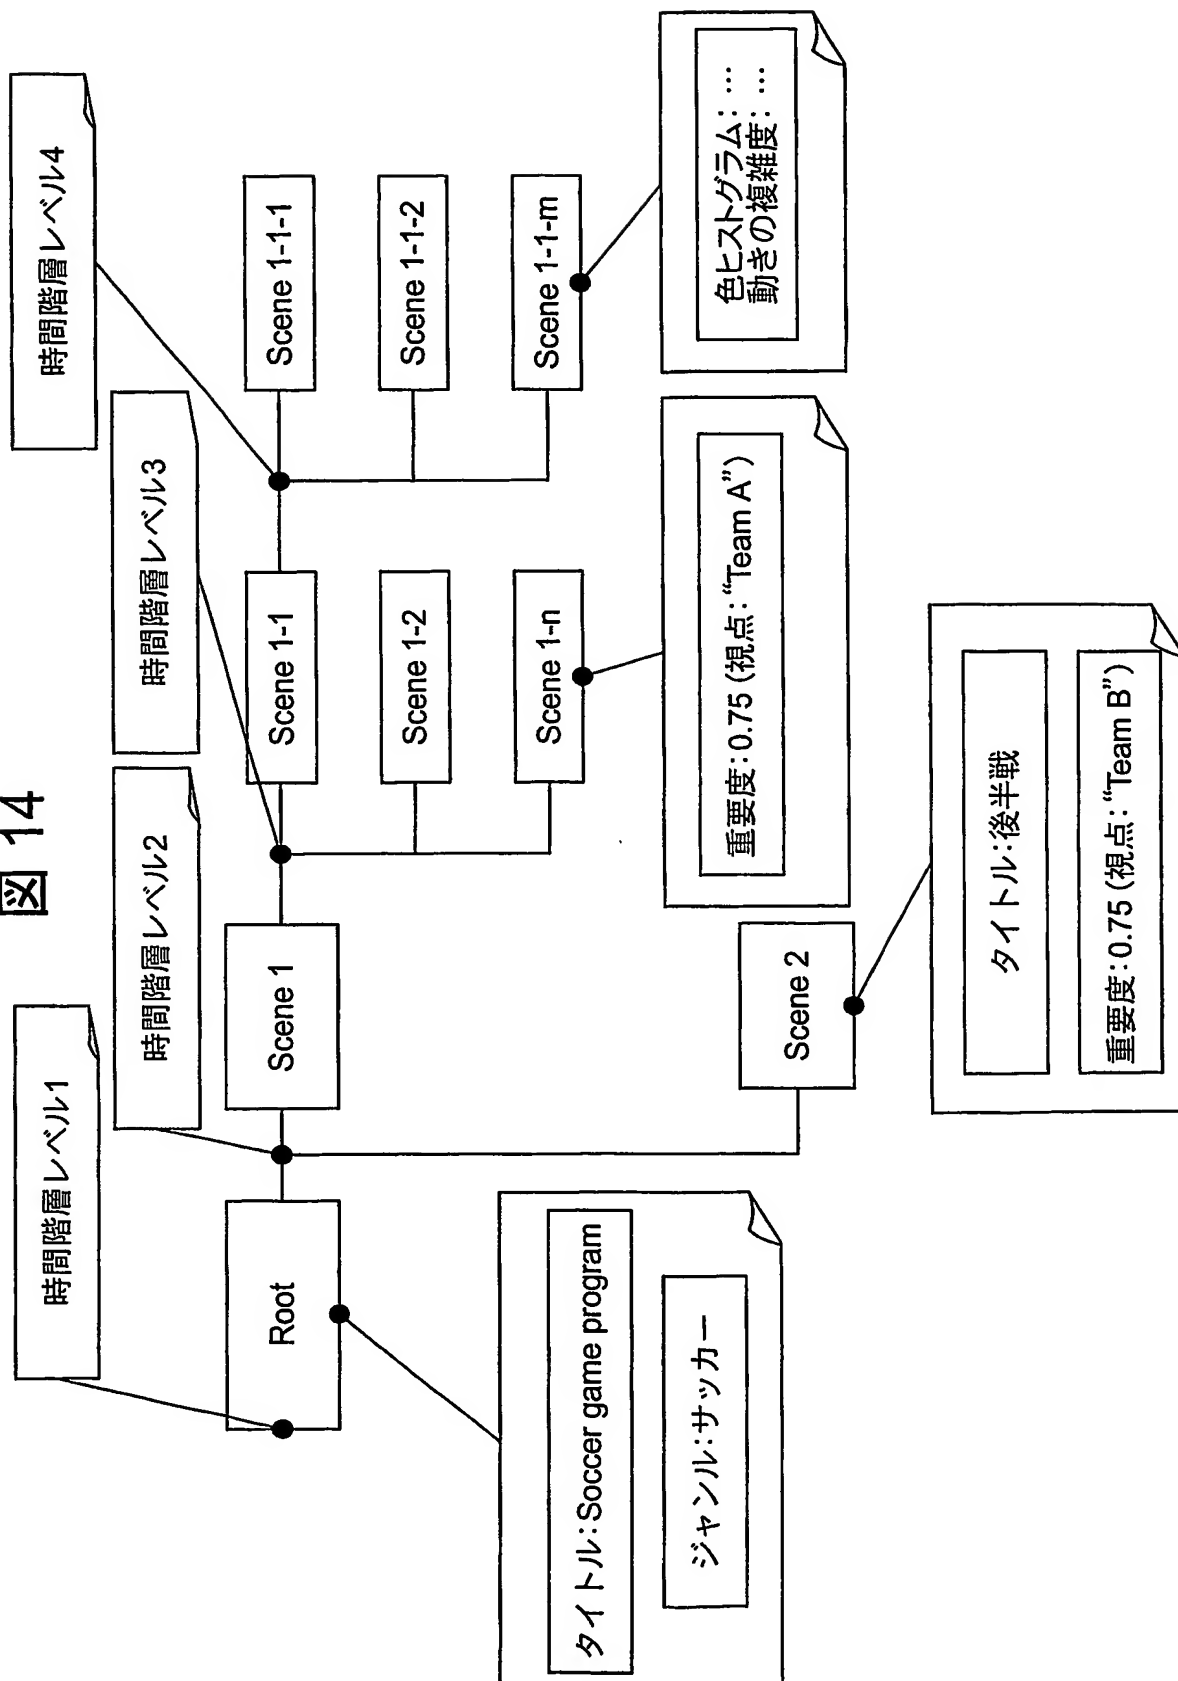 図 14
時間階層レベル1
時間階層レベル2
時間階層レベル3
時間階層レベル4
Root
Scene 1
Scene 1-1
Scene 1-1-1
Scene 1-2
Scene 1-1-2
Scene 1-n
Scene 1-1-m
Scene 2
タイトル:Soccer game program
ジャンル:サッカー
重要度:0.75 (視点:“Team A”)
色ヒストグラム: …
動きの複雑度: …
タイトル:後半戦
重要度:0.75 (視点:“Team B”)